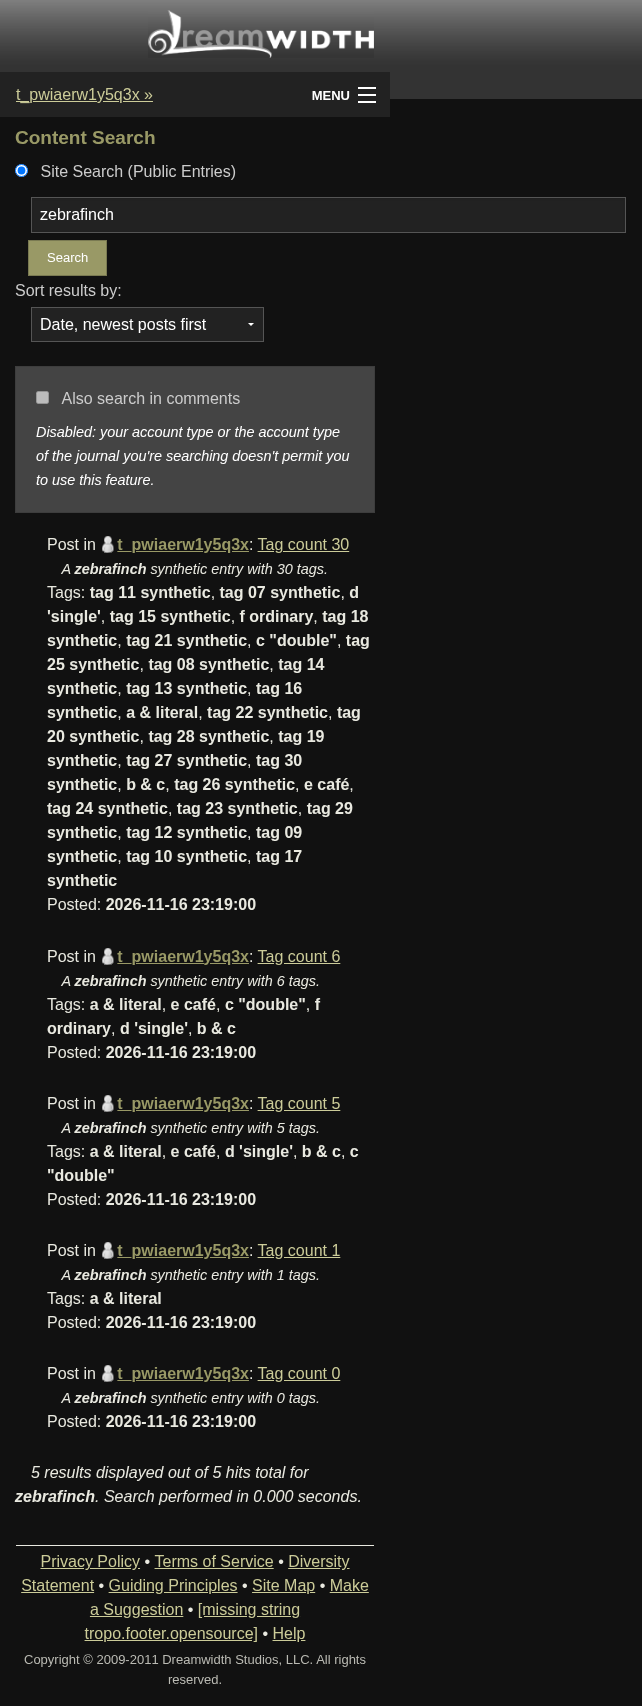 dreamWIDTH
t_pwiaerw1y5q3x »
MENU
Content Search
Site Search (Public Entries)
zebrafinch
Search
Sort results by:
Date, newest posts first
Also search in comments
Disabled: your account type or the account type
of the journal you're searching doesn't permit you
to use this feature.
Post in t_pwiaerw1y5q3x: Tag count 30
A zebrafinch synthetic entry with 30 tags.
Tags: tag 11 synthetic, tag 07 synthetic, d
'single', tag 15 synthetic, f ordinary, tag 18
synthetic, tag 21 synthetic, c "double", tag
25 synthetic, tag 08 synthetic, tag 14
synthetic, tag 13 synthetic, tag 16
synthetic, a & literal, tag 22 synthetic, tag
20 synthetic, tag 28 synthetic, tag 19
synthetic, tag 27 synthetic, tag 30
synthetic, b & c, tag 26 synthetic, e café,
tag 24 synthetic, tag 23 synthetic, tag 29
synthetic, tag 12 synthetic, tag 09
synthetic, tag 10 synthetic, tag 17
synthetic
Posted: 2026-11-16 23:19:00
Post in t_pwiaerw1y5q3x: Tag count 6
A zebrafinch synthetic entry with 6 tags.
Tags: a & literal, e café, c "double", f
ordinary, d 'single', b & c
Posted: 2026-11-16 23:19:00
Post in t_pwiaerw1y5q3x: Tag count 5
A zebrafinch synthetic entry with 5 tags.
Tags: a & literal, e café, d 'single', b & c, c
"double"
Posted: 2026-11-16 23:19:00
Post in t_pwiaerw1y5q3x: Tag count 1
A zebrafinch synthetic entry with 1 tags.
Tags: a & literal
Posted: 2026-11-16 23:19:00
Post in t_pwiaerw1y5q3x: Tag count 0
A zebrafinch synthetic entry with 0 tags.
Posted: 2026-11-16 23:19:00
5 results displayed out of 5 hits total for
zebrafinch. Search performed in 0.000 seconds.
Privacy Policy • Terms of Service • Diversity
Statement • Guiding Principles • Site Map • Make
a Suggestion • [missing string
tropo.footer.opensource] • Help
Copyright © 2009-2011 Dreamwidth Studios, LLC. All rights
reserved.